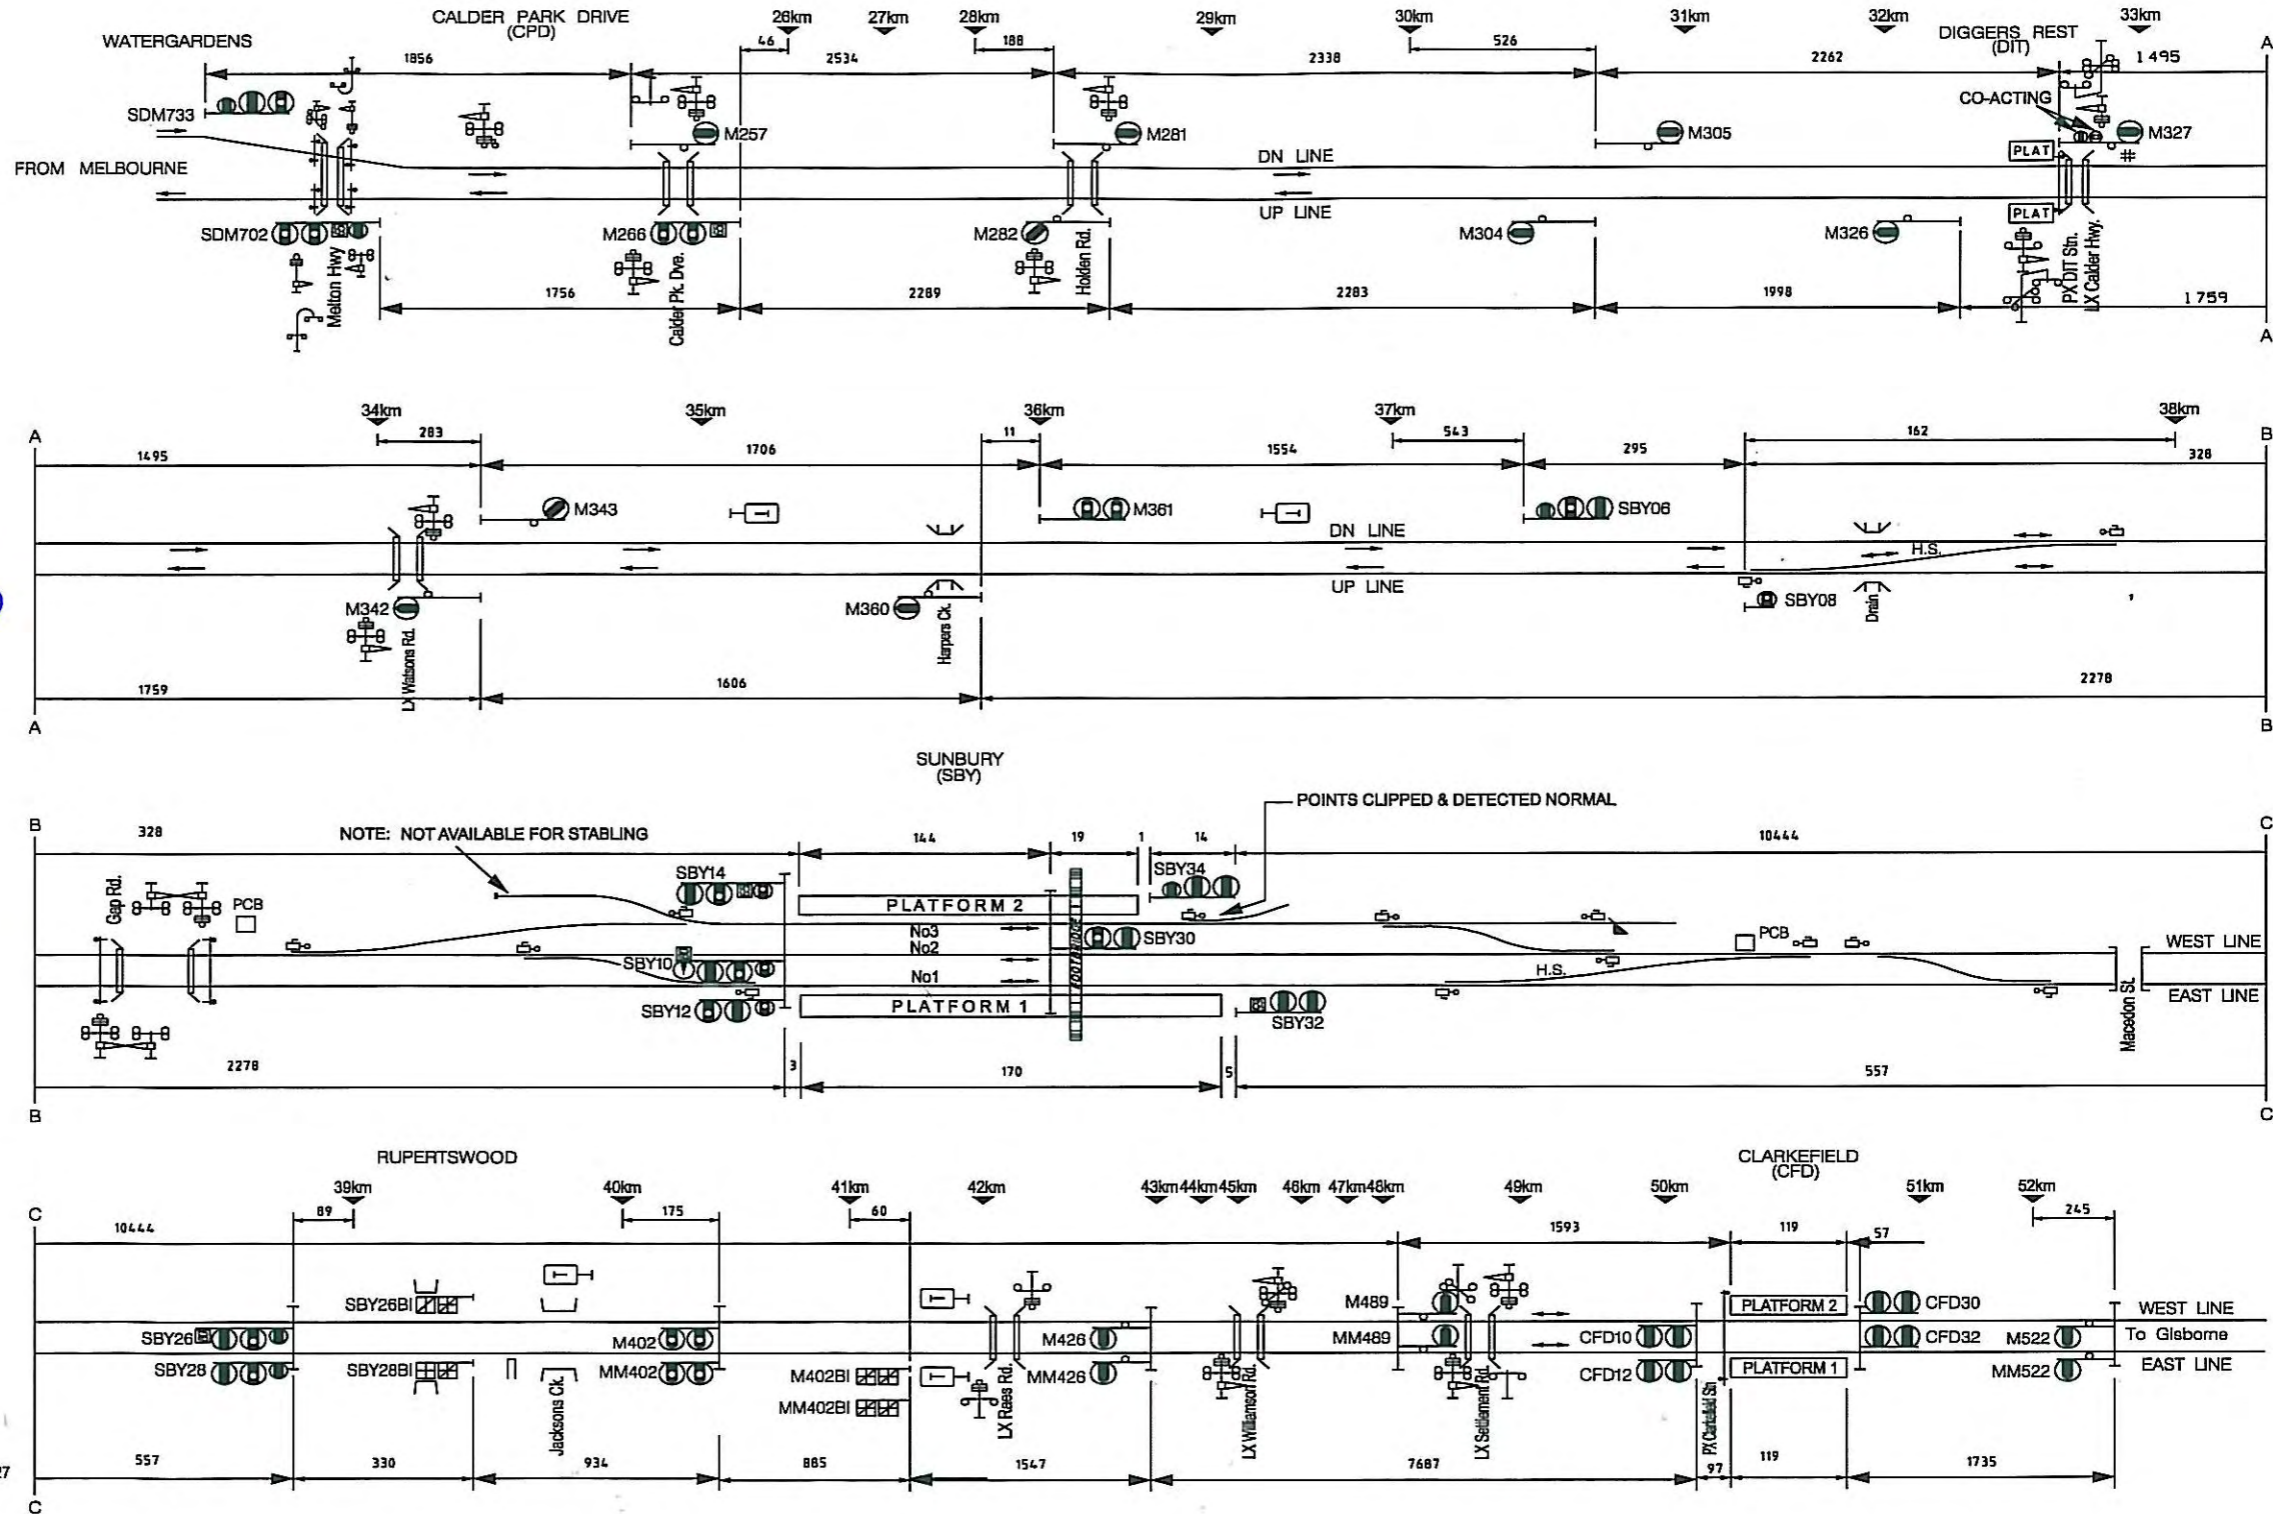 CALDER PARK DRIVE
(CPD)
26km
27km
28km
29km
30km
31km
32km
33km
WATERGARDENS
DIGGERS REST
(DIT)
A
46
188
526
1856
2534
2338
2262
1495
CO-ACTING
SDM733
M257
M281
M305
M327
#
FROM MELBOURNE
DN LINE
UP LINE
PLAT
PLAT
SDM702
M266
M282
M304
M326
Melton Hwy
Calder Pk. Dve.
Holden Rd.
PX DIT Stn.
LX Calder Hwy.
1756
2289
2283
1998
1759
A
34km
35km
36km
37km
38km
A
B
283
11
543
162
1495
1706
1554
295
328
M343
M361
SBY06
DN LINE
UP LINE
H.S.
M342
M360
SBY08
LX Watsons Rd.
Harpers Ck.
Drain
1759
1606
2278
A
B
SUNBURY
(SBY)
POINTS CLIPPED & DETECTED NORMAL
B
C
328
NOTE: NOT AVAILABLE FOR STABLING
144
19
1
14
10444
Gap Rd.
PCB
SBY14
SBY34
PLATFORM 2
FOOTBRIDGE
No3
No2
No1
SBY30
SBY10
SBY12
PLATFORM 1
SBY32
H.S.
PCB
Macedon St.
WEST LINE
EAST LINE
2278
3
170
5
557
B
C
RUPERTSWOOD
CLARKEFIELD
(CFD)
39km
40km
41km
42km
43km
44km
45km
46km
47km
48km
49km
50km
51km
52km
C
10444
89
175
60
1593
119
57
245
SBY26BI
M489
PLATFORM 2
CFD30
WEST LINE
SBY26
M402
M426
MM489
CFD10
CFD32
M522
To Gisborne
SBY28
SBY28BI
MM402
M402BI
MM426
CFD12
PLATFORM 1
MM522
EAST LINE
MM402BI
Jacksons Ck.
LX Raes Rd.
LX Williamson Rd.
LX Settlement Rd.
PX Clarkefield Stn
557
330
934
885
1547
7687
97
119
1735
27
C